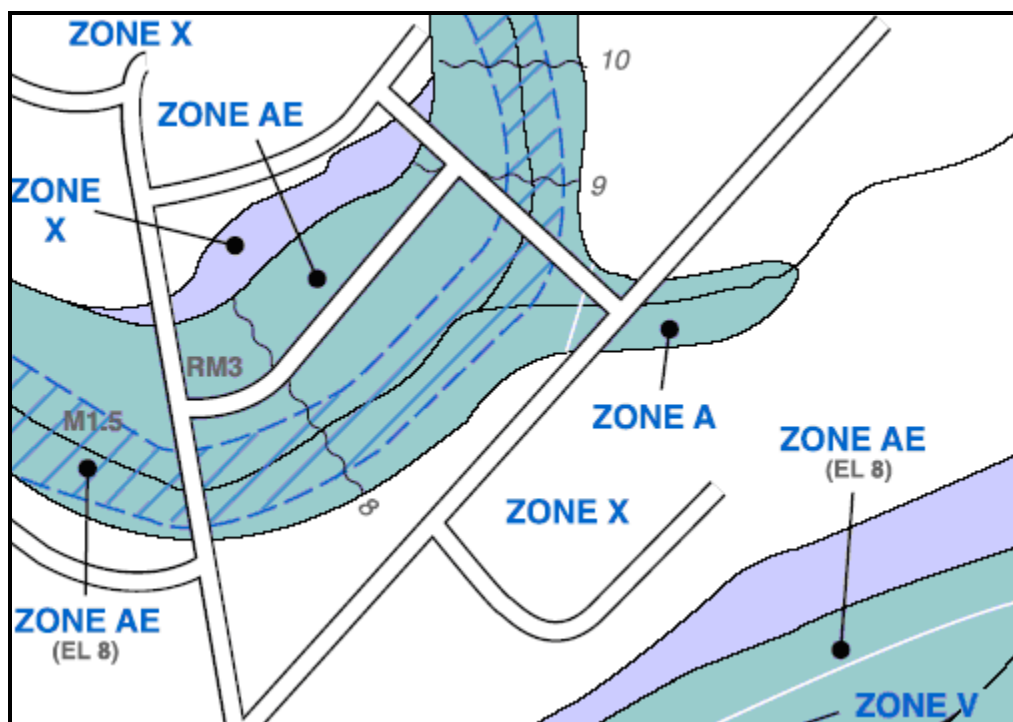 ZONE X
10
ZONE AE
9
ZONE
X
RM3
M1.5
ZONE A
ZONE AE
(EL 8)
8
ZONE X
ZONE AE
(EL 8)
ZONE V